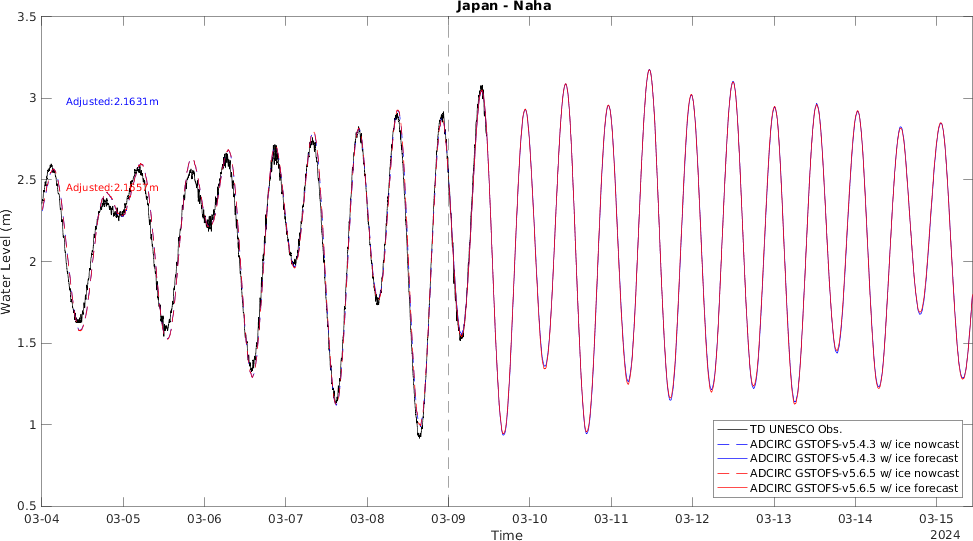 Japan - Naha
3.5
3
2.5
2
1.5
1
0.5
Water Level (m)
Adjusted:2.1631m
Adjusted:2.1557m
TD UNESCO Obs.
ADCIRC GSTOFS-v5.4.3 w/ ice nowcast
ADCIRC GSTOFS-v5.4.3 w/ ice forecast
ADCIRC GSTOFS-v5.6.5 w/ ice nowcast
ADCIRC GSTOFS-v5.6.5 w/ ice forecast
03-04 03-05 03-06 03-07 03-08 03-09 03-10 03-11 03-12 03-13 03-14 03-15
Time
2024